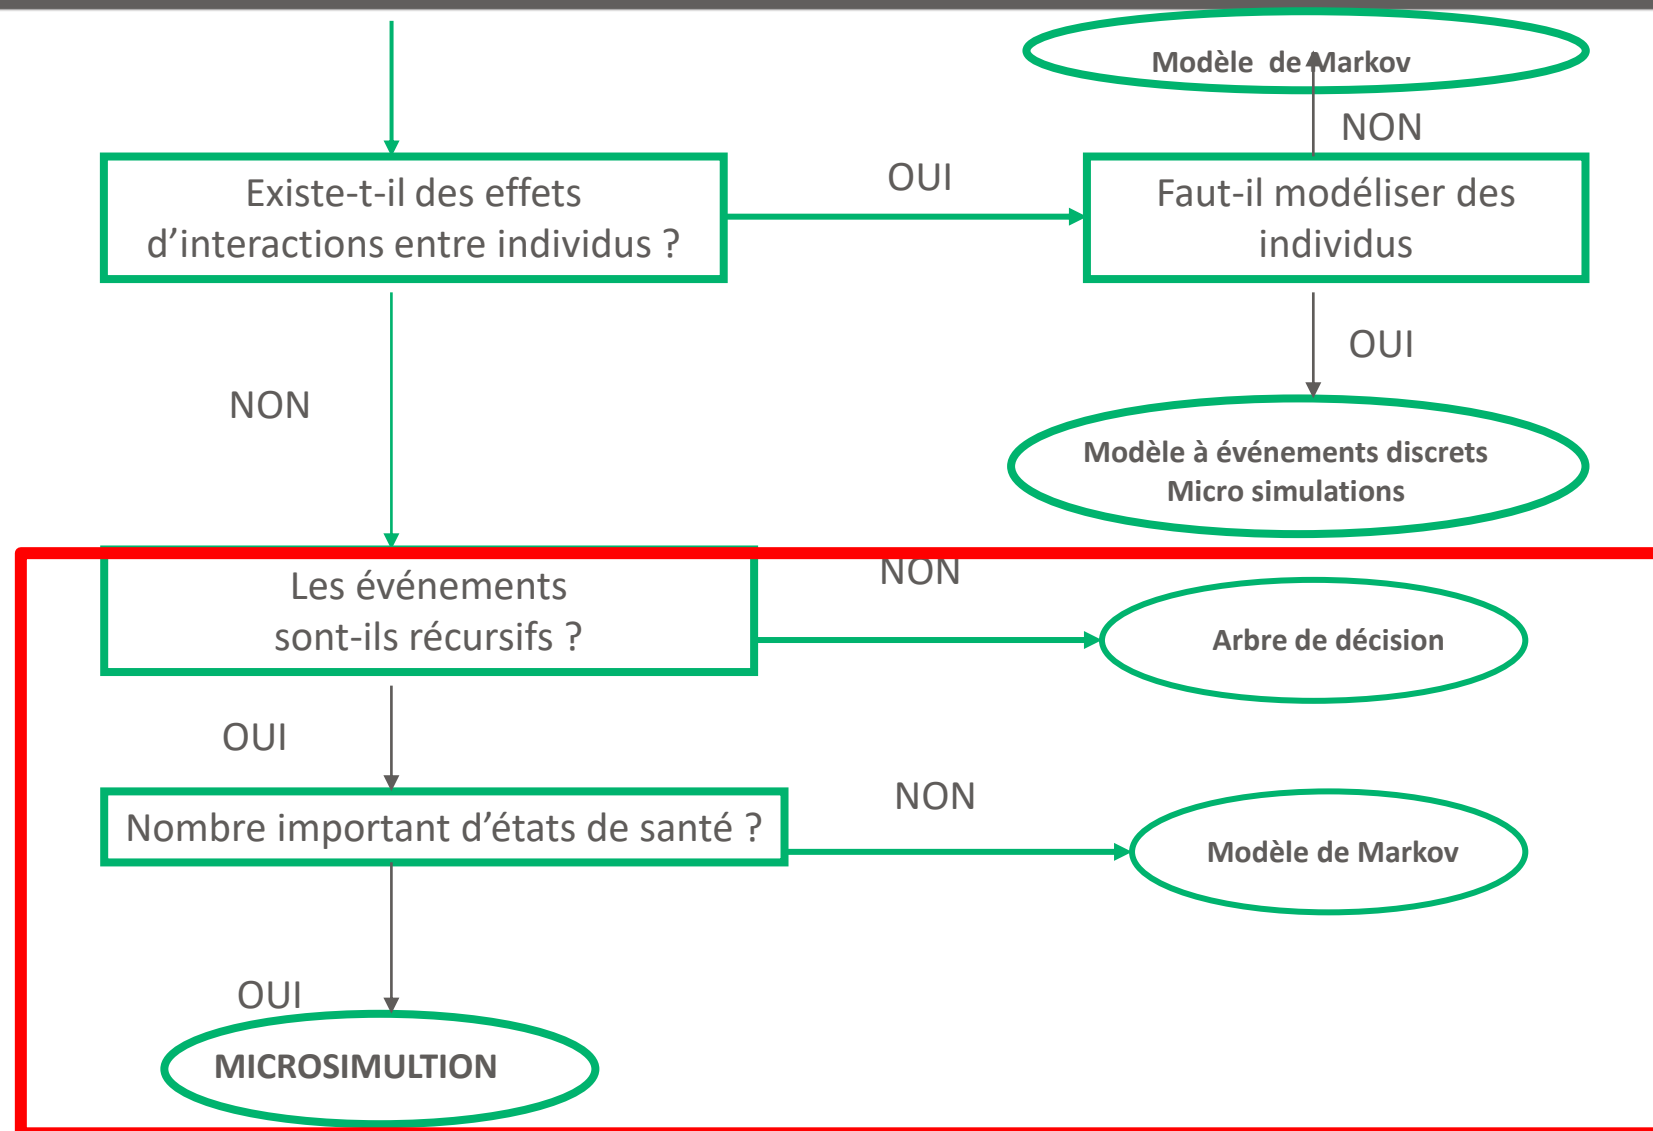 Modèle  de Markov
NON
Existe-t-il des effets
d’interactions entre individus ?
OUI
Faut-il modéliser des
individus
OUI
NON
Modèle à événements discrets
Micro simulations
Les événements
sont-ils récursifs ?
NON
Arbre de décision
OUI
Nombre important d’états de santé ?
NON
Modèle de Markov
OUI
MICROSIMULTION